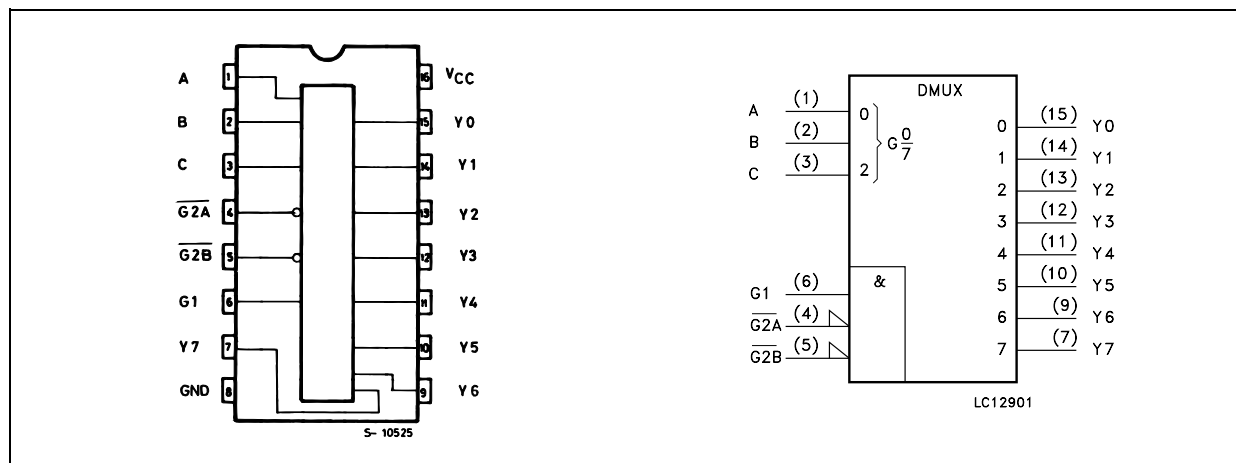 A 1 16 VCC
B 2 15 Y0
C 3 14 Y1
G2A 4 13 Y2
G2B 5 12 Y3
G1 6 11 Y4
Y7 7 10 Y5
GND 8 9 Y6
S- 10525
DMUX
A (1) 0
B (2) G 0/7
C (3) 2
G1 (6) &
G2A (4)
G2B (5)
0 (15) Y0
1 (14) Y1
2 (13) Y2
3 (12) Y3
4 (11) Y4
5 (10) Y5
6 (9) Y6
7 (7) Y7
LC12901